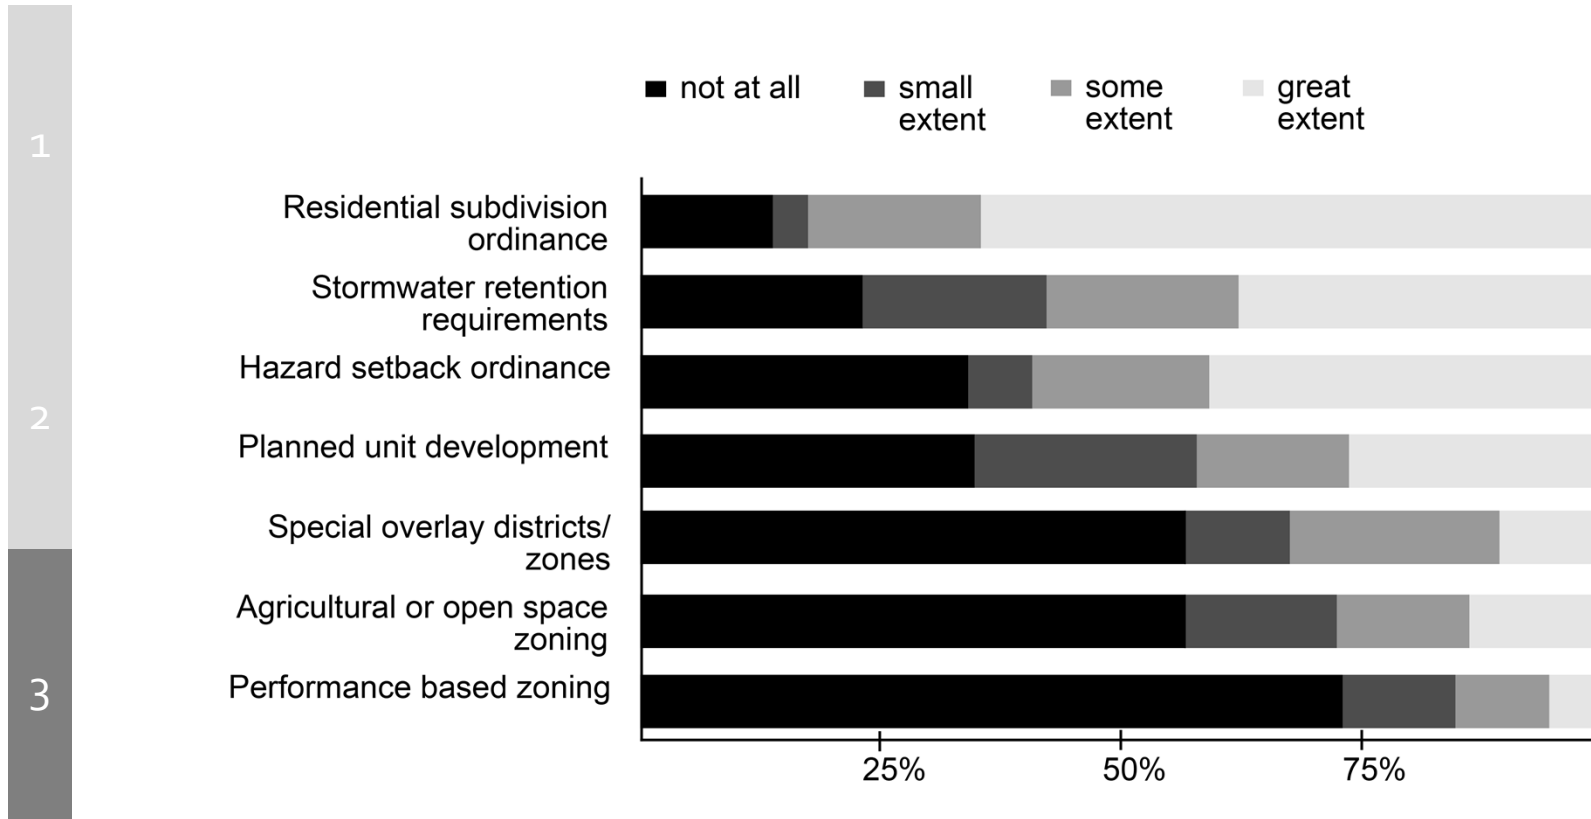 1
2
3
not at all
small
extent
some
extent
great
extent
Residential subdivision
ordinance
Stormwater retention
requirements
Hazard setback ordinance
Planned unit development
Special overlay districts/
zones
Agricultural or open space
zoning
Performance based zoning
25%
50%
75%